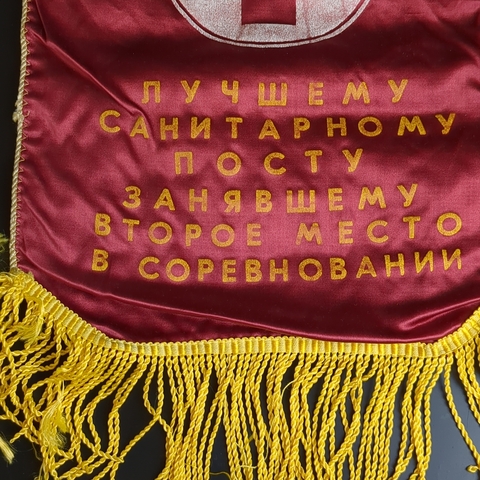 ЛУЧШЕМУ
САНИТАРНОМУ
ПОСТУ
ЗАНЯВШЕМУ
ВТОРОЕ МЕСТО
В СОРЕВНОВАНИИ